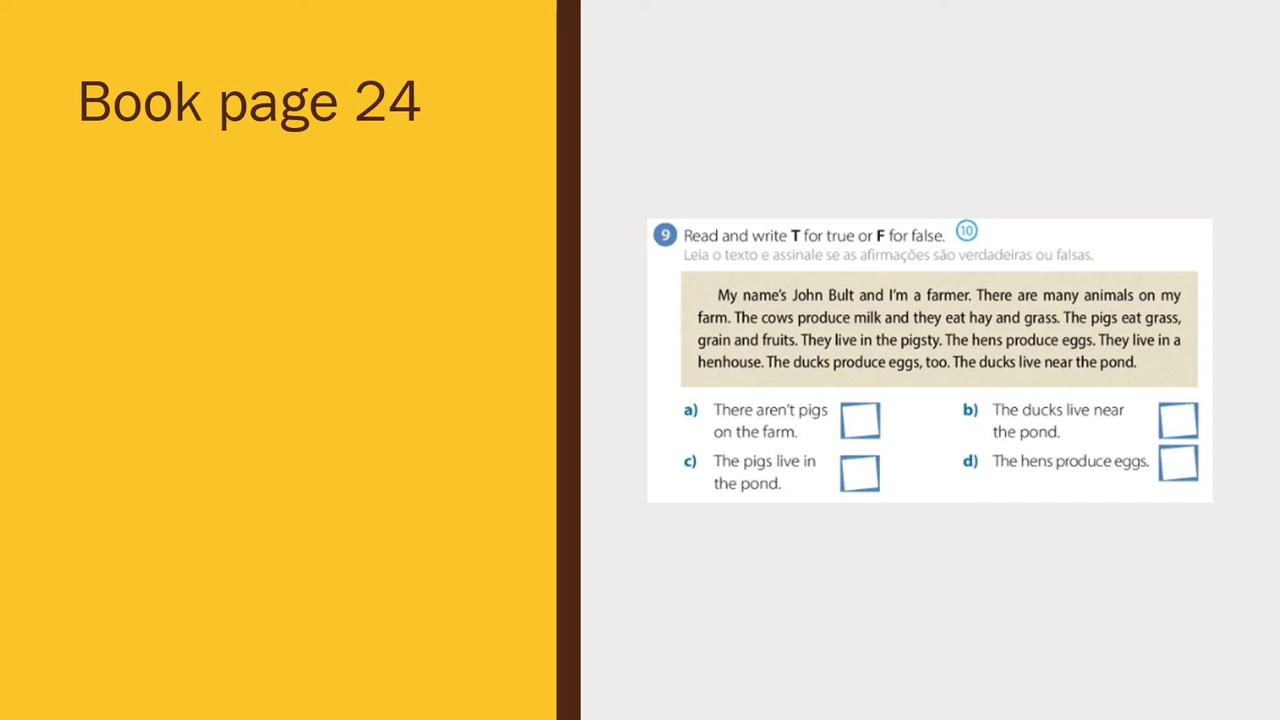 Book page 24
9 Read and write T for true or F for false. 10
Leia o texto e assinale se as afirmações são verdadeiras ou falsas.
My name's John Bult and I'm a farmer. There are many animals on my
farm. The cows produce milk and they eat hay and grass. The pigs eat grass,
grain and fruits. They live in the pigsty. The hens produce eggs. They live in a
henhouse. The ducks produce eggs, too. The ducks live near the pond.
a) There aren't pigs
on the farm.
b) The ducks live near
the pond.
c) The pigs live in
the pond.
d) The hens produce eggs.